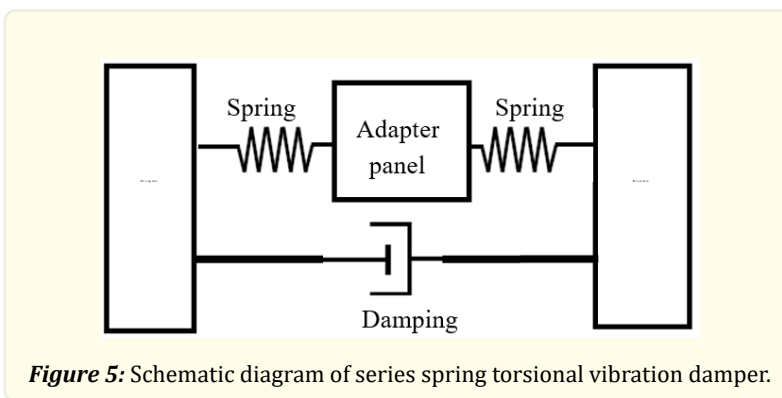 Spring
Spring
Adapter
panel
Damping
Figure 5: Schematic diagram of series spring torsional vibration damper.